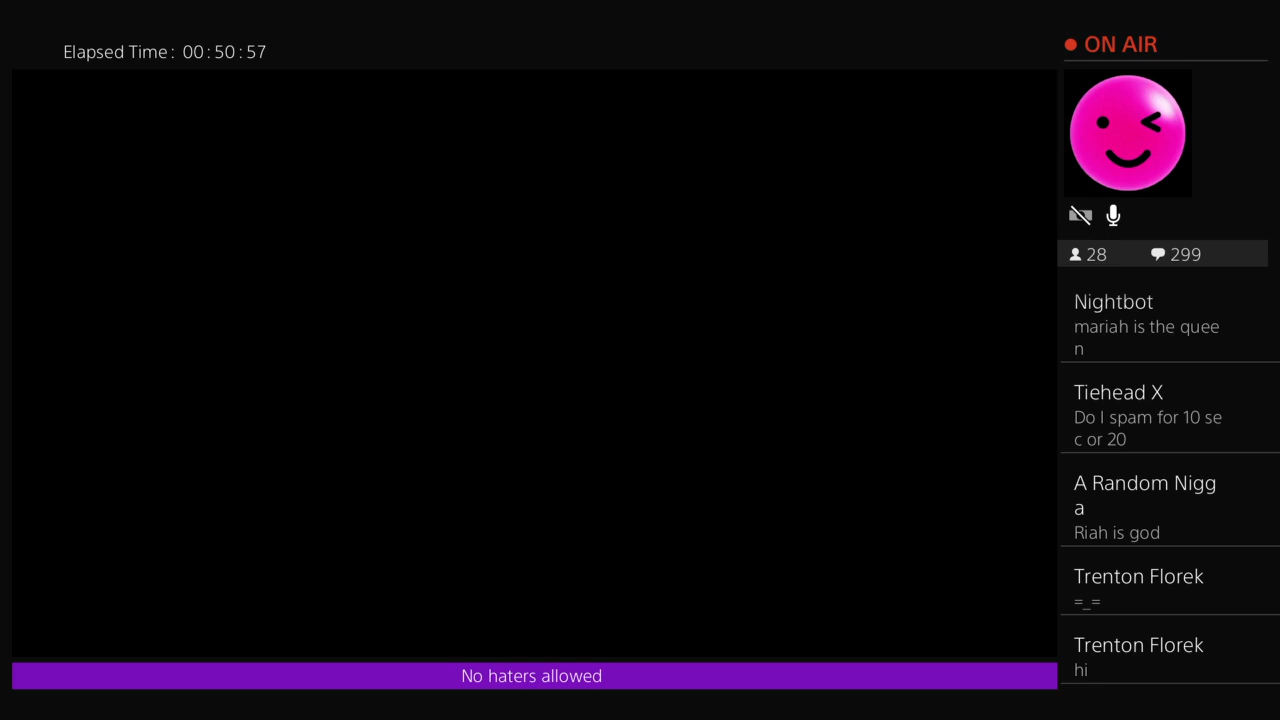 Elapsed Time: 00:50:57
ON AIR
28 299
Nightbot
mariah is the quee
n
Tiehead X
Do I spam for 10 se
c or 20
A Random Nigg
a
Riah is god
Trenton Florek
=_=
Trenton Florek
hi
No haters allowed